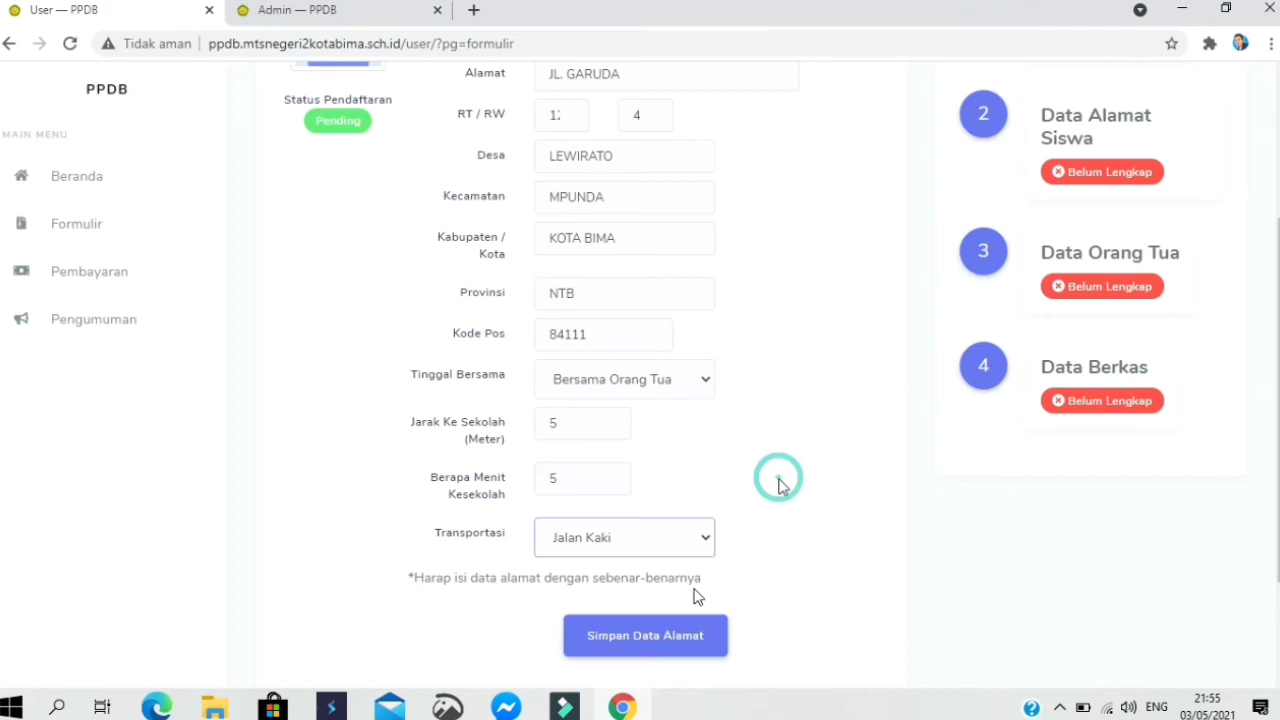 User — PPDB
Admin — PPDB
Tidak aman
ppdb.mtsnegeri2kotabima.sch.id/user/?pg=formulir
PPDB
MAIN MENU
Beranda
Formulir
Pembayaran
Pengumuman
Status Pendaftaran
Pending
Alamat
JL. GARUDA
RT / RW
4
Desa
LEWIRATO
Kecamatan
MPUNDA
Kabupaten /
Kota
KOTA BIMA
Provinsi
NTB
Kode Pos
84111
Tinggal Bersama
Bersama Orang Tua
Jarak Ke Sekolah
(Meter)
5
Berapa Menit
Kesekolah
5
Transportasi
Jalan Kaki
*Harap isi data alamat dengan sebenar-benarnya
Simpan Data Alamat
2
Data Alamat
Siswa
Belum Lengkap
3
Data Orang Tua
Belum Lengkap
4
Data Berkas
Belum Lengkap
ENG
21:55
03/05/2021